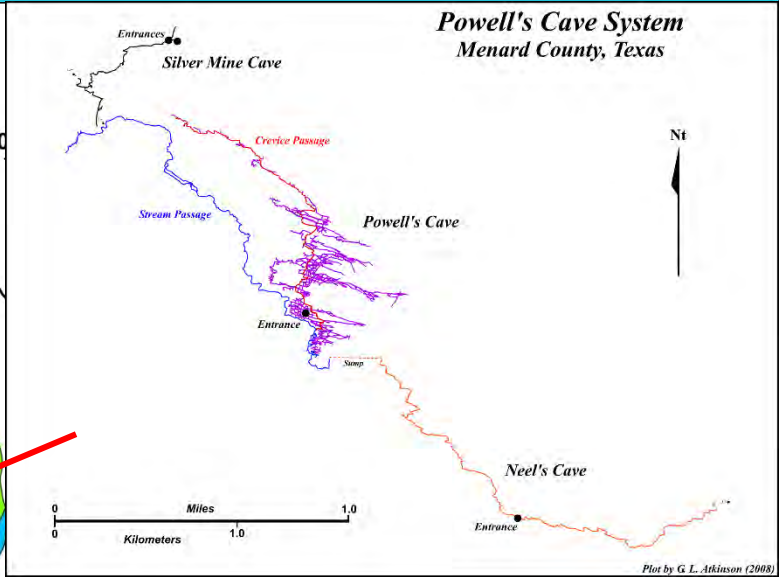 Powell's Cave System
Menard County, Texas
Entrances
Silver Mine Cave
Nt
Crevice Passage
Stream Passage
Powell's Cave
Entrance
Sump
Neel's Cave
Entrance
0 Miles 1.0
0 Kilometers 1.0
Plot by G. L. Atkinson (2008)